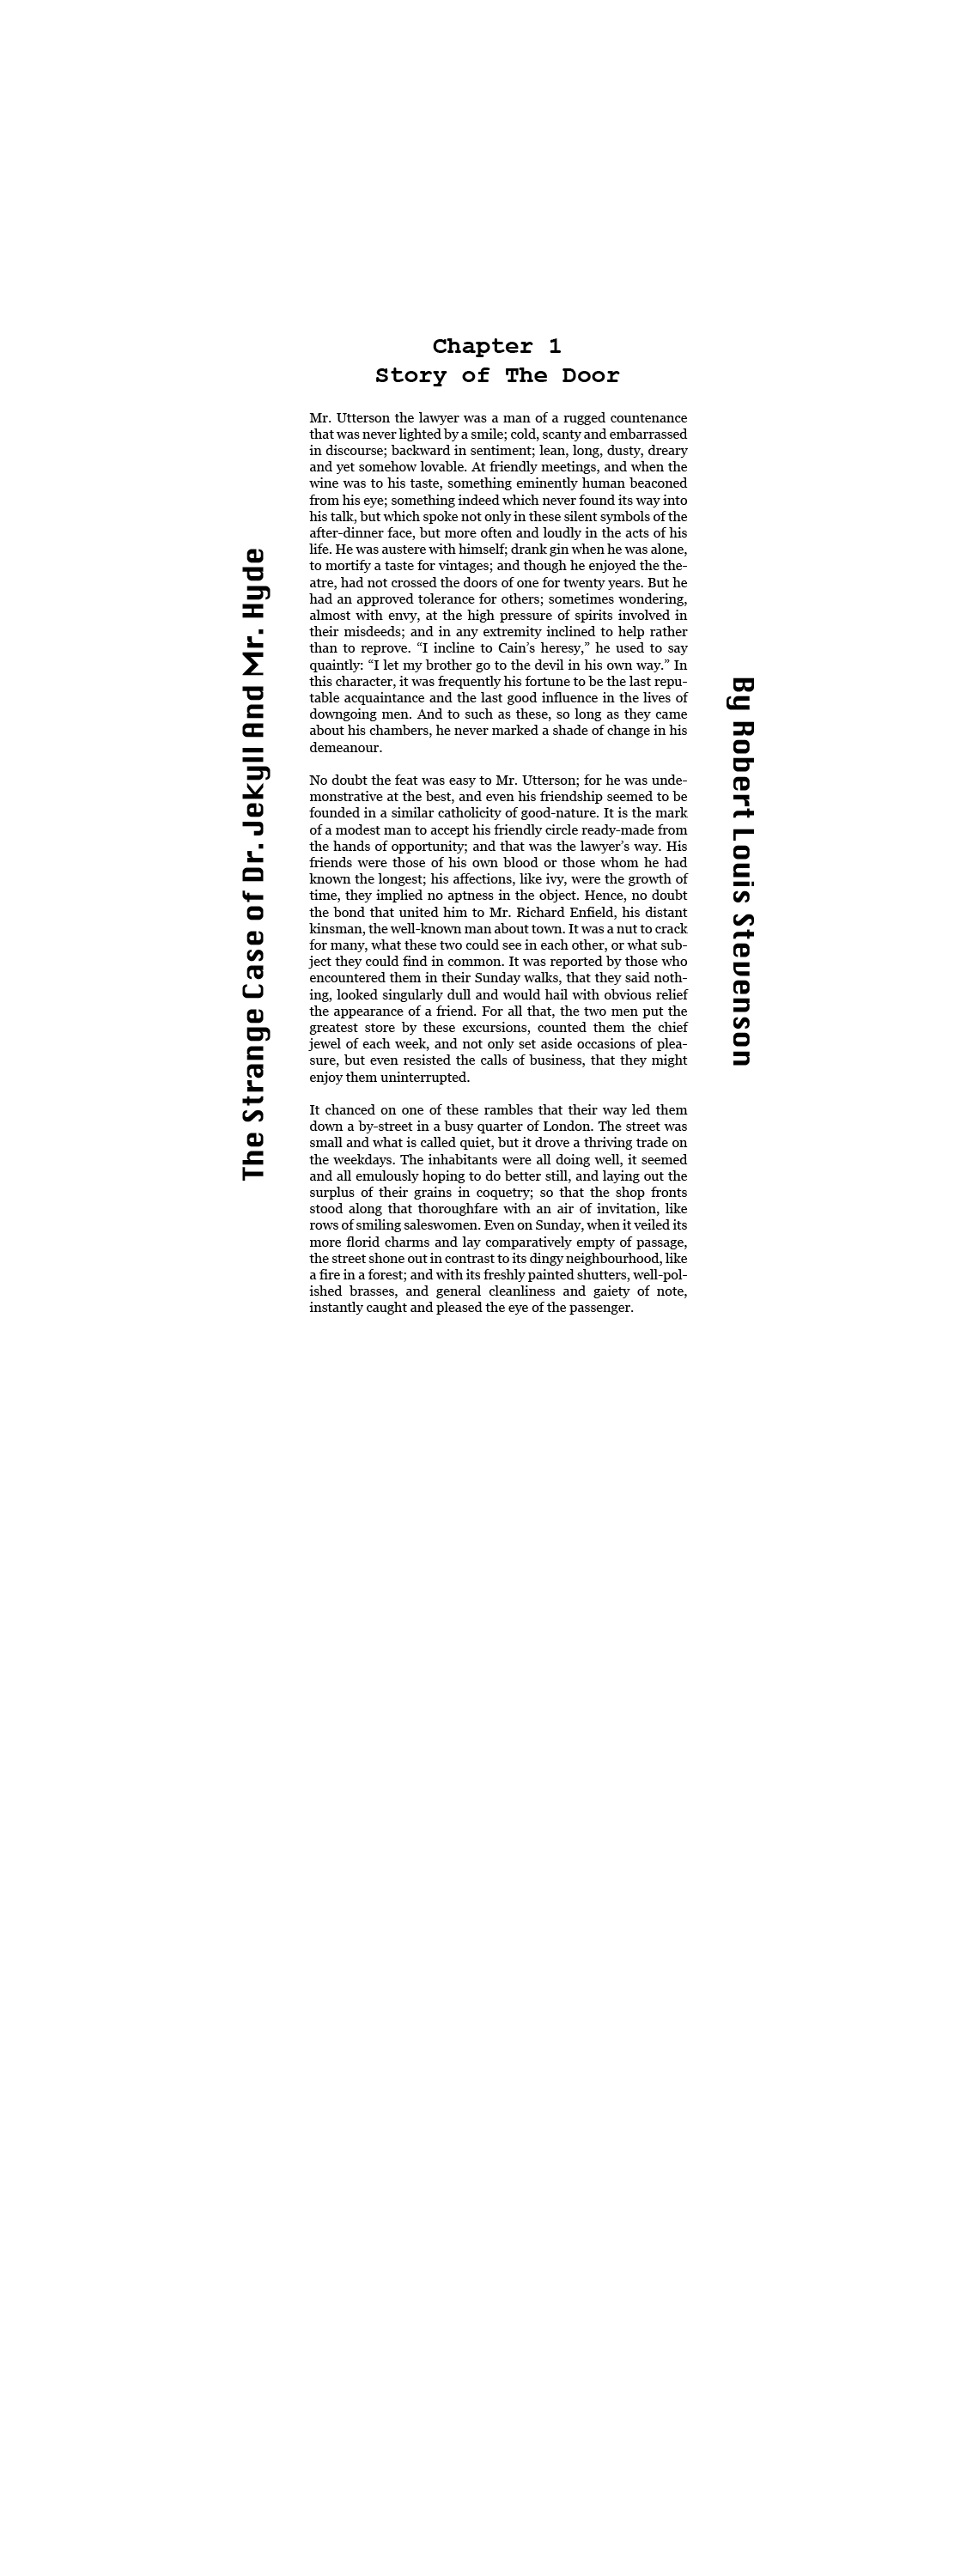 The Strange Case of Dr. Jekyll And Mr. Hyde
Chapter 1
Story of The Door
Mr. Utterson the lawyer was a man of a rugged countenance
that was never lighted by a smile; cold, scanty and embarrassed
in discourse; backward in sentiment; lean, long, dusty, dreary
and yet somehow lovable. At friendly meetings, and when the
wine was to his taste, something eminently human beaconed
from his eye; something indeed which never found its way into
his talk, but which spoke not only in these silent symbols of the
after-dinner face, but more often and loudly in the acts of his
life. He was austere with himself; drank gin when he was alone,
to mortify a taste for vintages; and though he enjoyed the the-
atre, had not crossed the doors of one for twenty years. But he
had an approved tolerance for others; sometimes wondering,
almost with envy, at the high pressure of spirits involved in
their misdeeds; and in any extremity inclined to help rather
than to reprove. “I incline to Cain’s heresy,” he used to say
quaintly: “I let my brother go to the devil in his own way.” In
this character, it was frequently his fortune to be the last repu-
table acquaintance and the last good influence in the lives of
downgoing men. And to such as these, so long as they came
about his chambers, he never marked a shade of change in his
demeanour.
No doubt the feat was easy to Mr. Utterson; for he was unde-
monstrative at the best, and even his friendship seemed to be
founded in a similar catholicity of good-nature. It is the mark
of a modest man to accept his friendly circle ready-made from
the hands of opportunity; and that was the lawyer’s way. His
friends were those of his own blood or those whom he had
known the longest; his affections, like ivy, were the growth of
time, they implied no aptness in the object. Hence, no doubt
the bond that united him to Mr. Richard Enfield, his distant
kinsman, the well-known man about town. It was a nut to crack
for many, what these two could see in each other, or what sub-
ject they could find in common. It was reported by those who
encountered them in their Sunday walks, that they said noth-
ing, looked singularly dull and would hail with obvious relief
the appearance of a friend. For all that, the two men put the
greatest store by these excursions, counted them the chief
jewel of each week, and not only set aside occasions of plea-
sure, but even resisted the calls of business, that they might
enjoy them uninterrupted.
It chanced on one of these rambles that their way led them
down a by-street in a busy quarter of London. The street was
small and what is called quiet, but it drove a thriving trade on
the weekdays. The inhabitants were all doing well, it seemed
and all emulously hoping to do better still, and laying out the
surplus of their grains in coquetry; so that the shop fronts
stood along that thoroughfare with an air of invitation, like
rows of smiling saleswomen. Even on Sunday, when it veiled its
more florid charms and lay comparatively empty of passage,
the street shone out in contrast to its dingy neighbourhood, like
a fire in a forest; and with its freshly painted shutters, well-pol-
ished brasses, and general cleanliness and gaiety of note,
instantly caught and pleased the eye of the passenger.
By Robert Louis Stevenson